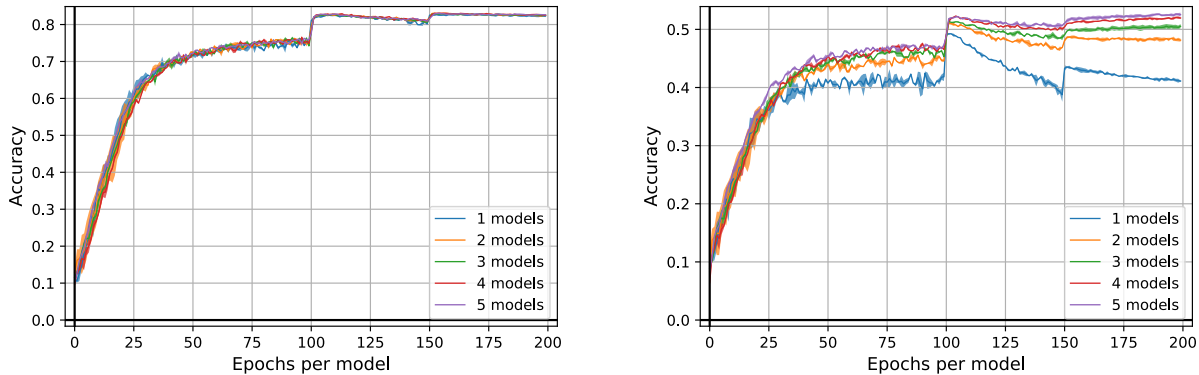 0.8
0.7
0.6
0.5
0.4
0.3
0.2
0.1
0.0
Accuracy
1 models
2 models
3 models
4 models
5 models
0 25 50 75 100 125 150 175 200
Epochs per model
0.5
0.4
0.3
0.2
0.1
0.0
Accuracy
1 models
2 models
3 models
4 models
5 models
0 25 50 75 100 125 150 175 200
Epochs per model